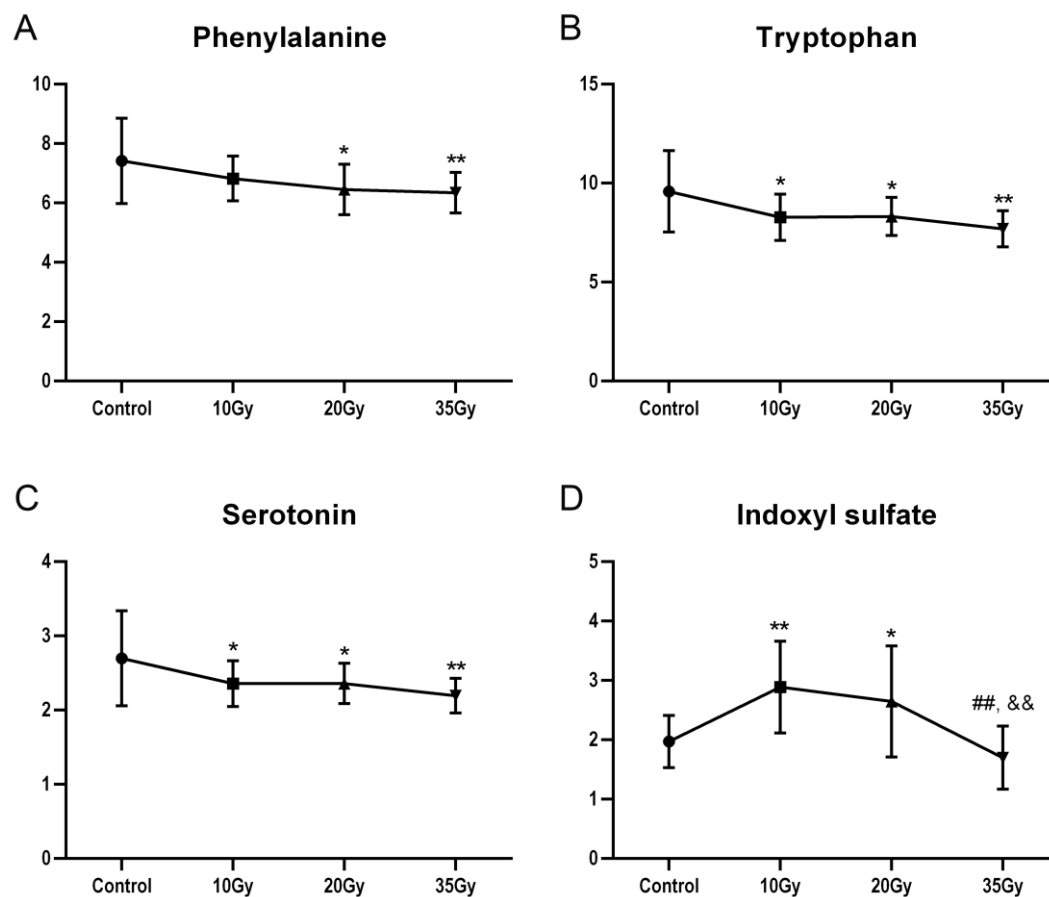 A
Phenylalanine
10
8
6
4
2
0
*
**
Control
10Gy
20Gy
35Gy
B
Tryptophan
15
10
5
0
*
*
**
Control
10Gy
20Gy
35Gy
C
Serotonin
4
3
2
1
0
*
*
**
Control
10Gy
20Gy
35Gy
D
Indoxyl sulfate
5
4
3
2
1
0
**
*
##, &&
Control
10Gy
20Gy
35Gy